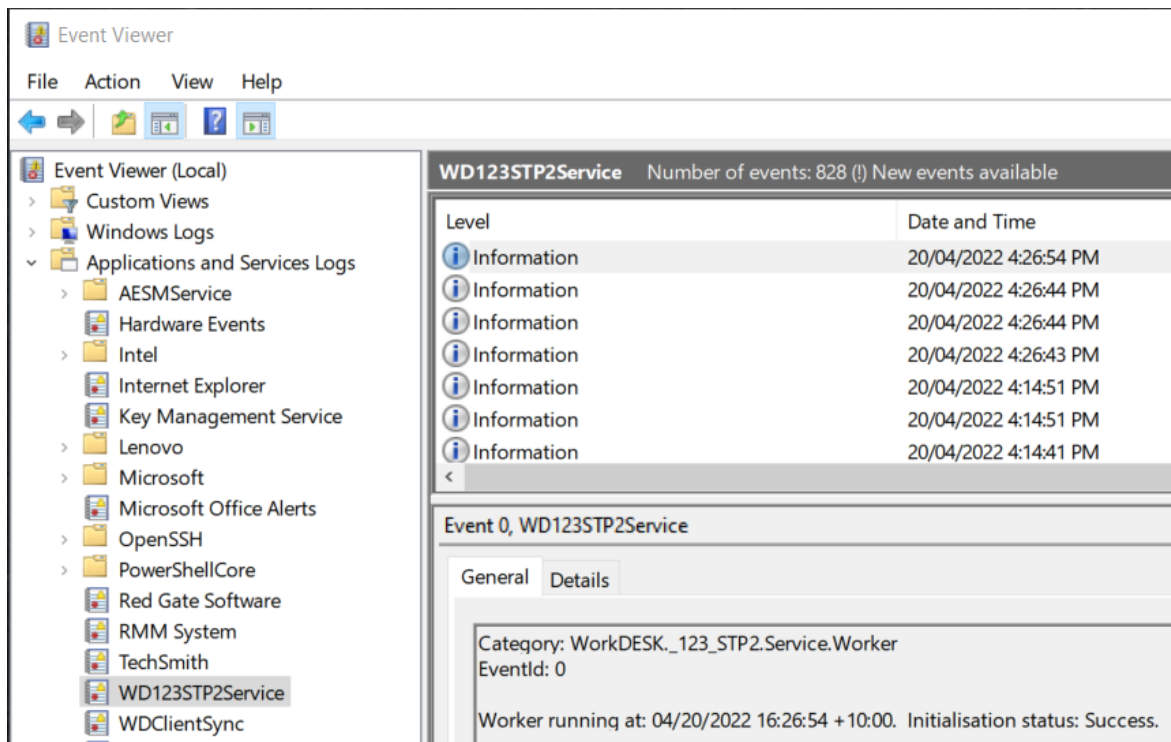 Event Viewer
File Action View Help
Event Viewer (Local)
Custom Views
Windows Logs
Applications and Services Logs
AESMService
Hardware Events
Intel
Internet Explorer
Key Management Service
Lenovo
Microsoft
Microsoft Office Alerts
OpenSSH
PowerShellCore
Red Gate Software
RMM System
TechSmith
WD123STP2Service
WDClientSync
WD123STP2Service Number of events: 828 (!) New events available
Level Date and Time
Information 20/04/2022 4:26:54 PM
Information 20/04/2022 4:26:44 PM
Information 20/04/2022 4:26:44 PM
Information 20/04/2022 4:26:43 PM
Information 20/04/2022 4:14:51 PM
Information 20/04/2022 4:14:51 PM
Information 20/04/2022 4:14:41 PM
Event 0, WD123STP2Service
General Details
Category: WorkDESK._123_STP2.Service.Worker
EventId: 0
Worker running at: 04/20/2022 16:26:54 +10:00. Initialisation status: Success.